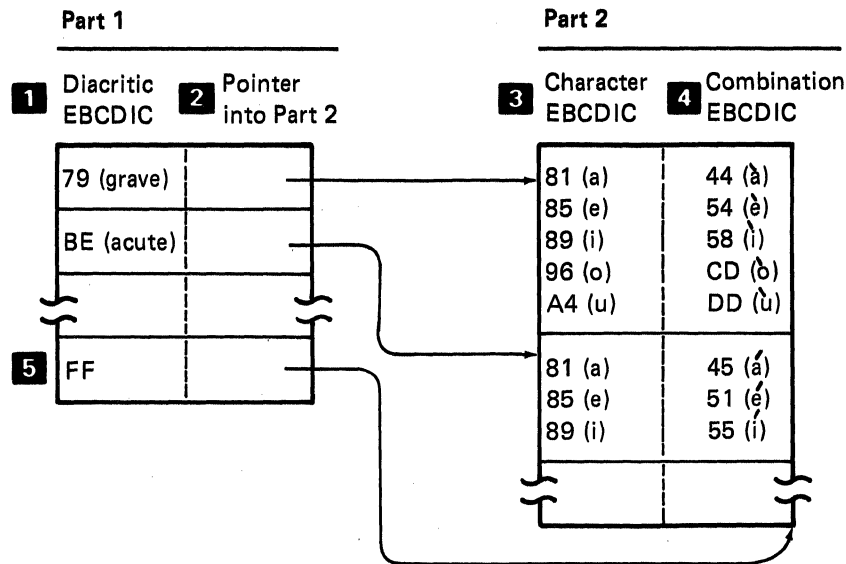 Part 1
1 Diacritic EBCDIC
2 Pointer into Part 2
79 (grave)
BE (acute)
5 FF
Part 2
3 Character EBCDIC
4 Combination EBCDIC
81 (a) 44 (à)
85 (e) 54 (è)
89 (i) 58 (ì)
96 (o) CD (ò)
A4 (u) DD (ù)
81 (a) 45 (á)
85 (e) 51 (é)
89 (i) 55 (í)